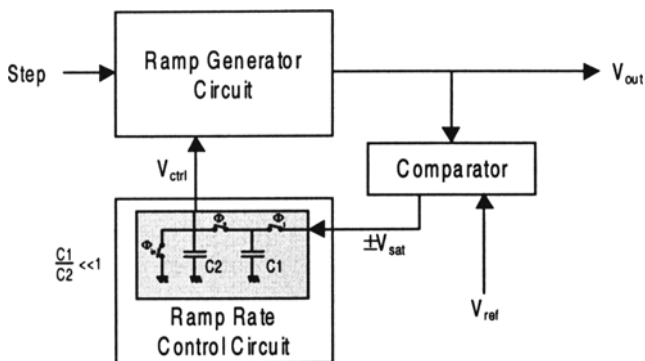 Step
Ramp Generator
Circuit
V_out
V_ctrl
Comparator
±V_sat
V_ref
C1
C2
<<1
Φ
Φ
Φ
C2
C1
Ramp Rate
Control Circuit